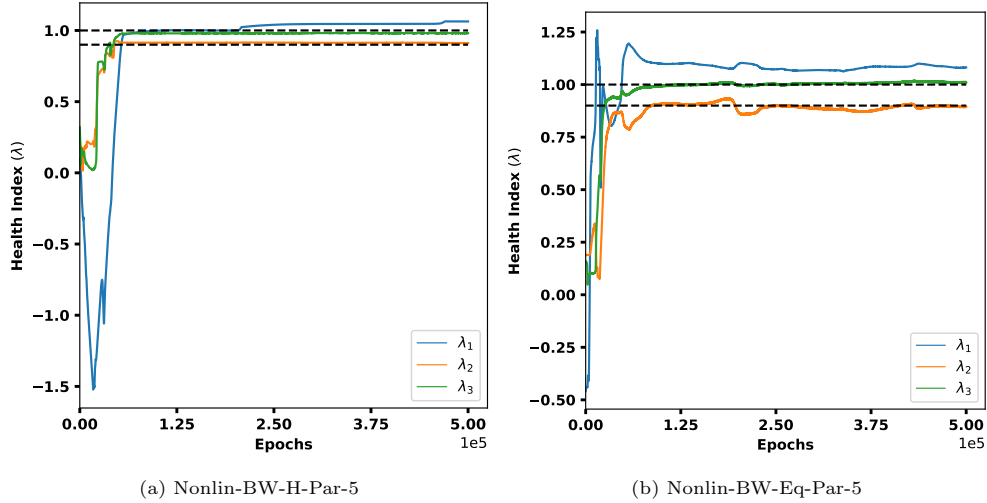 1.0
0.5
0.0
−0.5
−1.0
−1.5
Health Index (λ)
λ1
λ2
λ3
0.00 1.25 2.50 3.75 5.00
Epochs
1e5
(a) Nonlin-BW-H-Par-5
1.25
1.00
0.75
0.50
0.25
0.00
−0.25
−0.50
Health Index (λ)
λ1
λ2
λ3
0.00 1.25 2.50 3.75 5.00
Epochs
1e5
(b) Nonlin-BW-Eq-Par-5